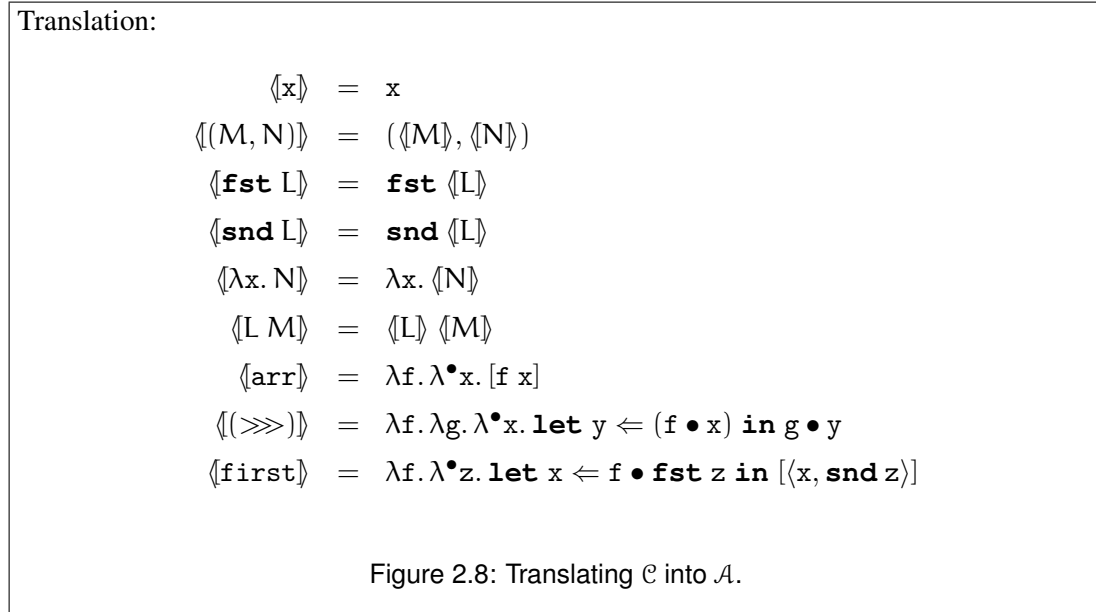 Translation:
⟪x⟫ = x
⟪(M, N)⟫ = (⟪M⟫, ⟪N⟫)
⟪fst L⟫ = fst ⟪L⟫
⟪snd L⟫ = snd ⟪L⟫
⟪λx. N⟫ = λx. ⟪N⟫
⟪L M⟫ = ⟪L⟫ ⟪M⟫
⟪arr⟫ = λf. λ•x. [f x]
⟪(⋙)⟫ = λf. λg. λ•x. let y ⇐ (f • x) in g • y
⟪first⟫ = λf. λ•z. let x ⇐ f • fst z in [⟨x, snd z⟩]
Figure 2.8: Translating 𝒞 into 𝒜.